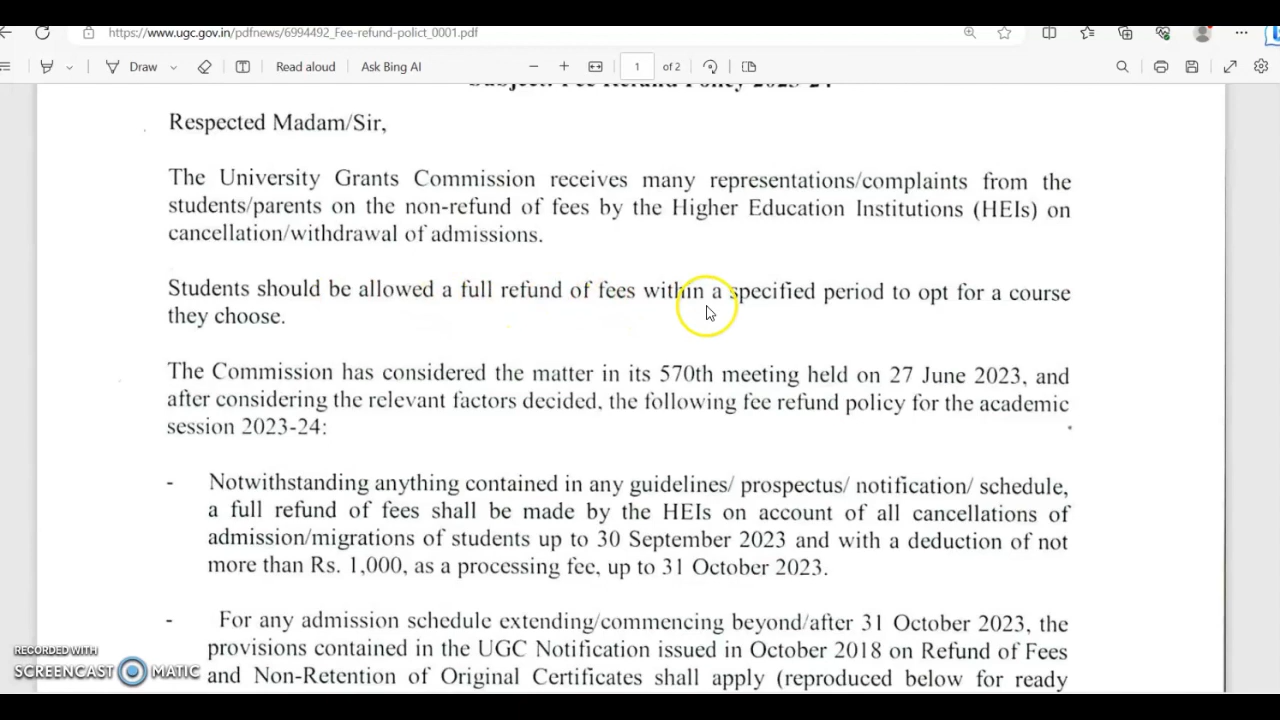 https://www.ugc.gov.in/pdfnews/6994492_Fee-refund-polict_0001.pdf
Draw Read aloud Ask Bing AI 1 of 2
Subject: Fee Refund Policy 2023-24
Respected Madam/Sir,
The University Grants Commission receives many representations/complaints from the
students/parents on the non-refund of fees by the Higher Education Institutions (HEIs) on
cancellation/withdrawal of admissions.
Students should be allowed a full refund of fees within a specified period to opt for a course
they choose.
The Commission has considered the matter in its 570th meeting held on 27 June 2023, and
after considering the relevant factors decided, the following fee refund policy for the academic
session 2023-24:
- Notwithstanding anything contained in any guidelines/ prospectus/ notification/ schedule,
a full refund of fees shall be made by the HEIs on account of all cancellations of
admission/migrations of students up to 30 September 2023 and with a deduction of not
more than Rs. 1,000, as a processing fee, up to 31 October 2023.
- For any admission schedule extending/commencing beyond/after 31 October 2023, the
provisions contained in the UGC Notification issued in October 2018 on Refund of Fees
and Non-Retention of Original Certificates shall apply (reproduced below for ready
RECORDED WITH
SCREENCAST MATIC